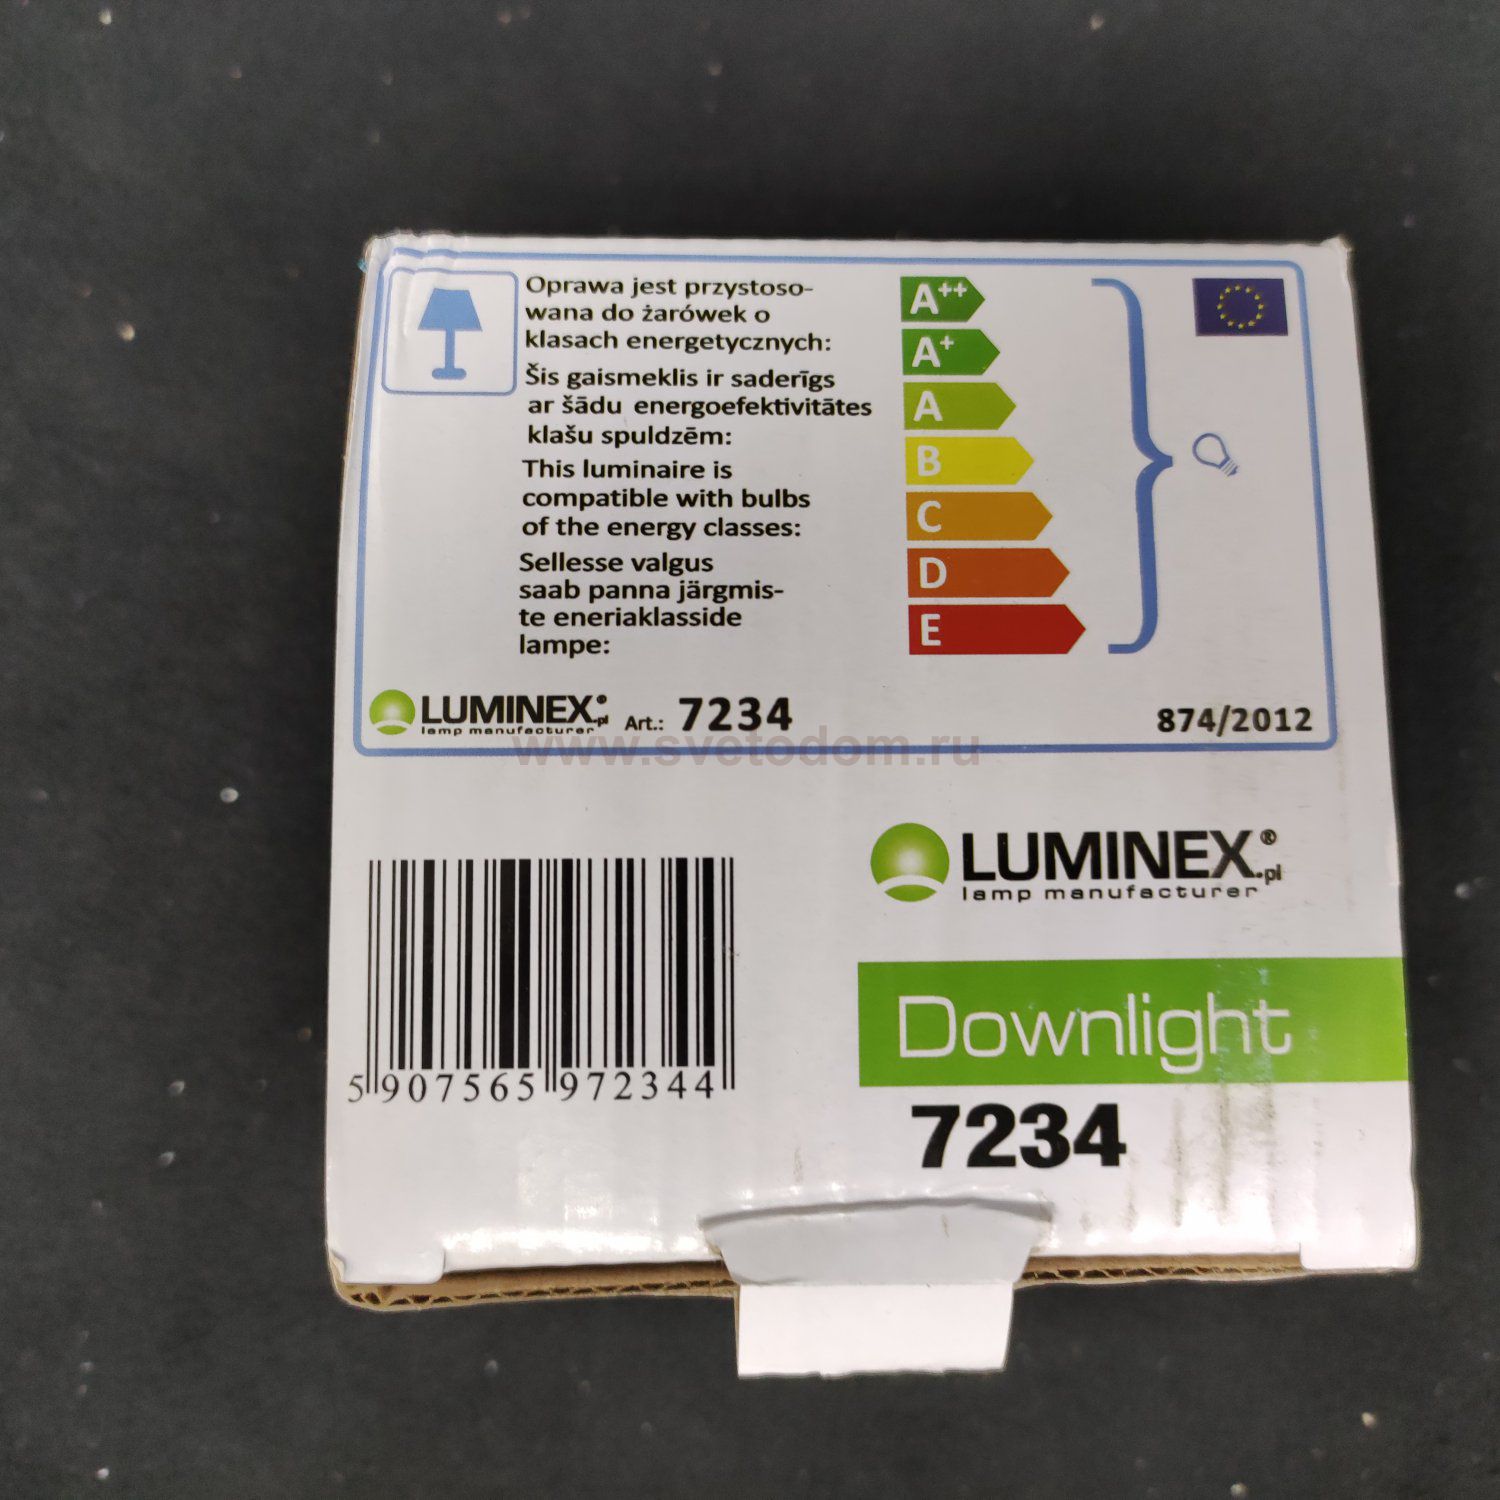 Oprawa jest przystoso-
wana do żarówek o
klasach energetycznych:
Šis gaismeklis ir saderīgs
ar šādu energoefektivitātes
klašu spuldzēm:
This luminaire is
compatible with bulbs
of the energy classes:
Sellesse valgus
saab panna järgmis-
te eneriaklasside
lampe:
A++
A+
A
B
C
D
E
LUMINEX®.pl
lamp manufacturer
Art.: 7234
874/2012
www.svetodom.ru
LUMINEX®.pl
lamp manufacturer
Downlight
7234
5 907565 972344